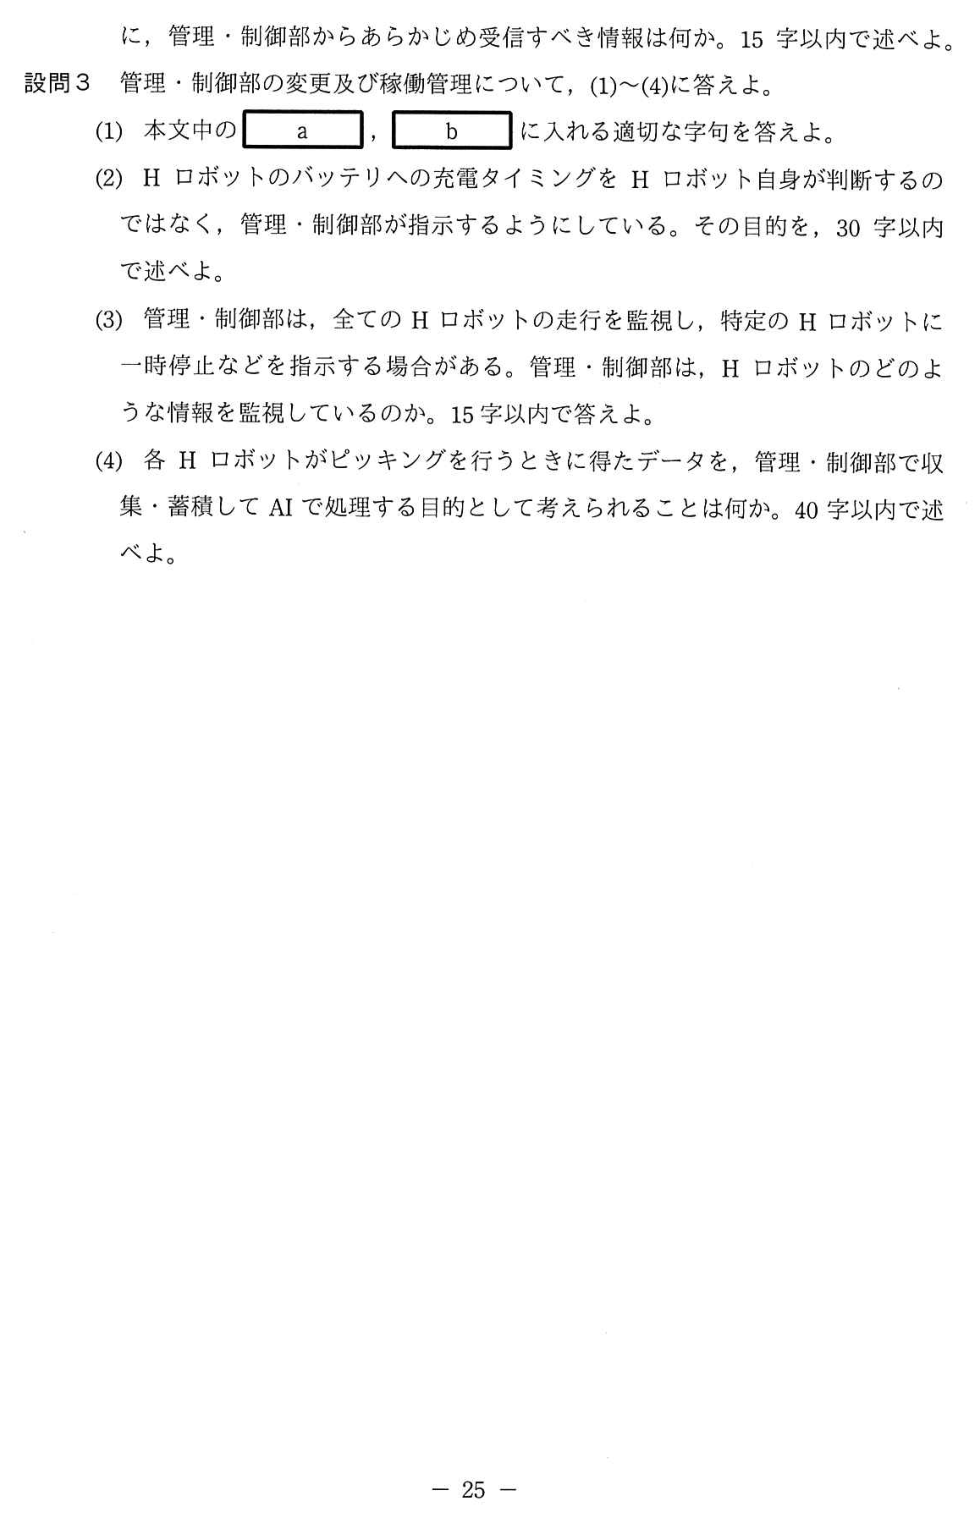 に，管理・制御部からあらかじめ受信すべき情報は何か。15 字以内で述べよ。
設問３　管理・制御部の変更及び稼働管理について，(1)～(4)に答えよ。
(1) 本文中の a ， b に入れる適切な字句を答えよ。
(2) H ロボットのバッテリへの充電タイミングを H ロボット自身が判断するの
ではなく，管理・制御部が指示するようにしている。その目的を，30 字以内
で述べよ。
(3) 管理・制御部は，全ての H ロボットの走行を監視し，特定の H ロボットに
一時停止などを指示する場合がある。管理・制御部は，H ロボットのどのよ
うな情報を監視しているのか。15 字以内で答えよ。
(4) 各 H ロボットがピッキングを行うときに得たデータを，管理・制御部で収
集・蓄積して AI で処理する目的として考えられることは何か。40 字以内で述
べよ。
― 25 ―